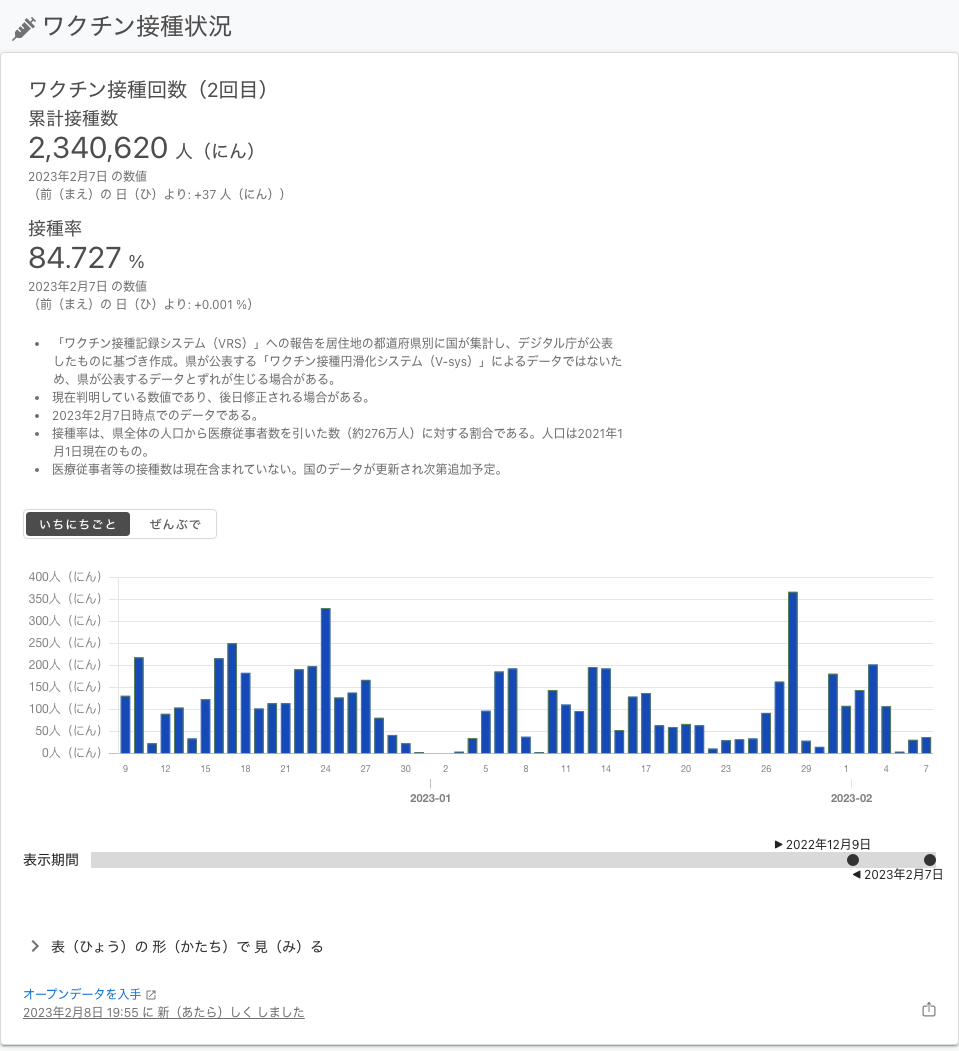 ワクチン接種状況
ワクチン接種回数（2回目）
累計接種数
2,340,620 人（にん）
2023年2月7日 の数値
（前（まえ）の 日（ひ）より: +37 人（にん））
接種率
84.727 %
2023年2月7日 の数値
（前（まえ）の 日（ひ）より: +0.001 %）
• 「ワクチン接種記録システム（VRS）」への報告を居住地の都道府県別に国が集計し、デジタル庁が公表
したものに基づき作成。県が公表する「ワクチン接種円滑化システム（V-sys）」によるデータではないた
め、県が公表するデータとずれが生じる場合がある。
• 現在判明している数値であり、後日修正される場合がある。
• 2023年2月7日時点でのデータである。
• 接種率は、県全体の人口から医療従事者数を引いた数（約276万人）に対する割合である。人口は2021年1
月1日現在のもの。
• 医療従事者等の接種数は現在含まれていない。国のデータが更新され次第追加予定。
いちにちごと ぜんぶで
400人（にん）
350人（にん）
300人（にん）
250人（にん）
200人（にん）
150人（にん）
100人（にん）
50人（にん）
0人（にん）
9 12 15 18 21 24 27 30 2 5 8 11 14 17 20 23 26 29 1 4 7
2023-01 2023-02
▶ 2022年12月9日
表示期間
◀ 2023年2月7日
表（ひょう）の 形（かたち）で 見（み）る
オープンデータを入手
2023年2月8日 19:55 に 新（あたら）しく しました